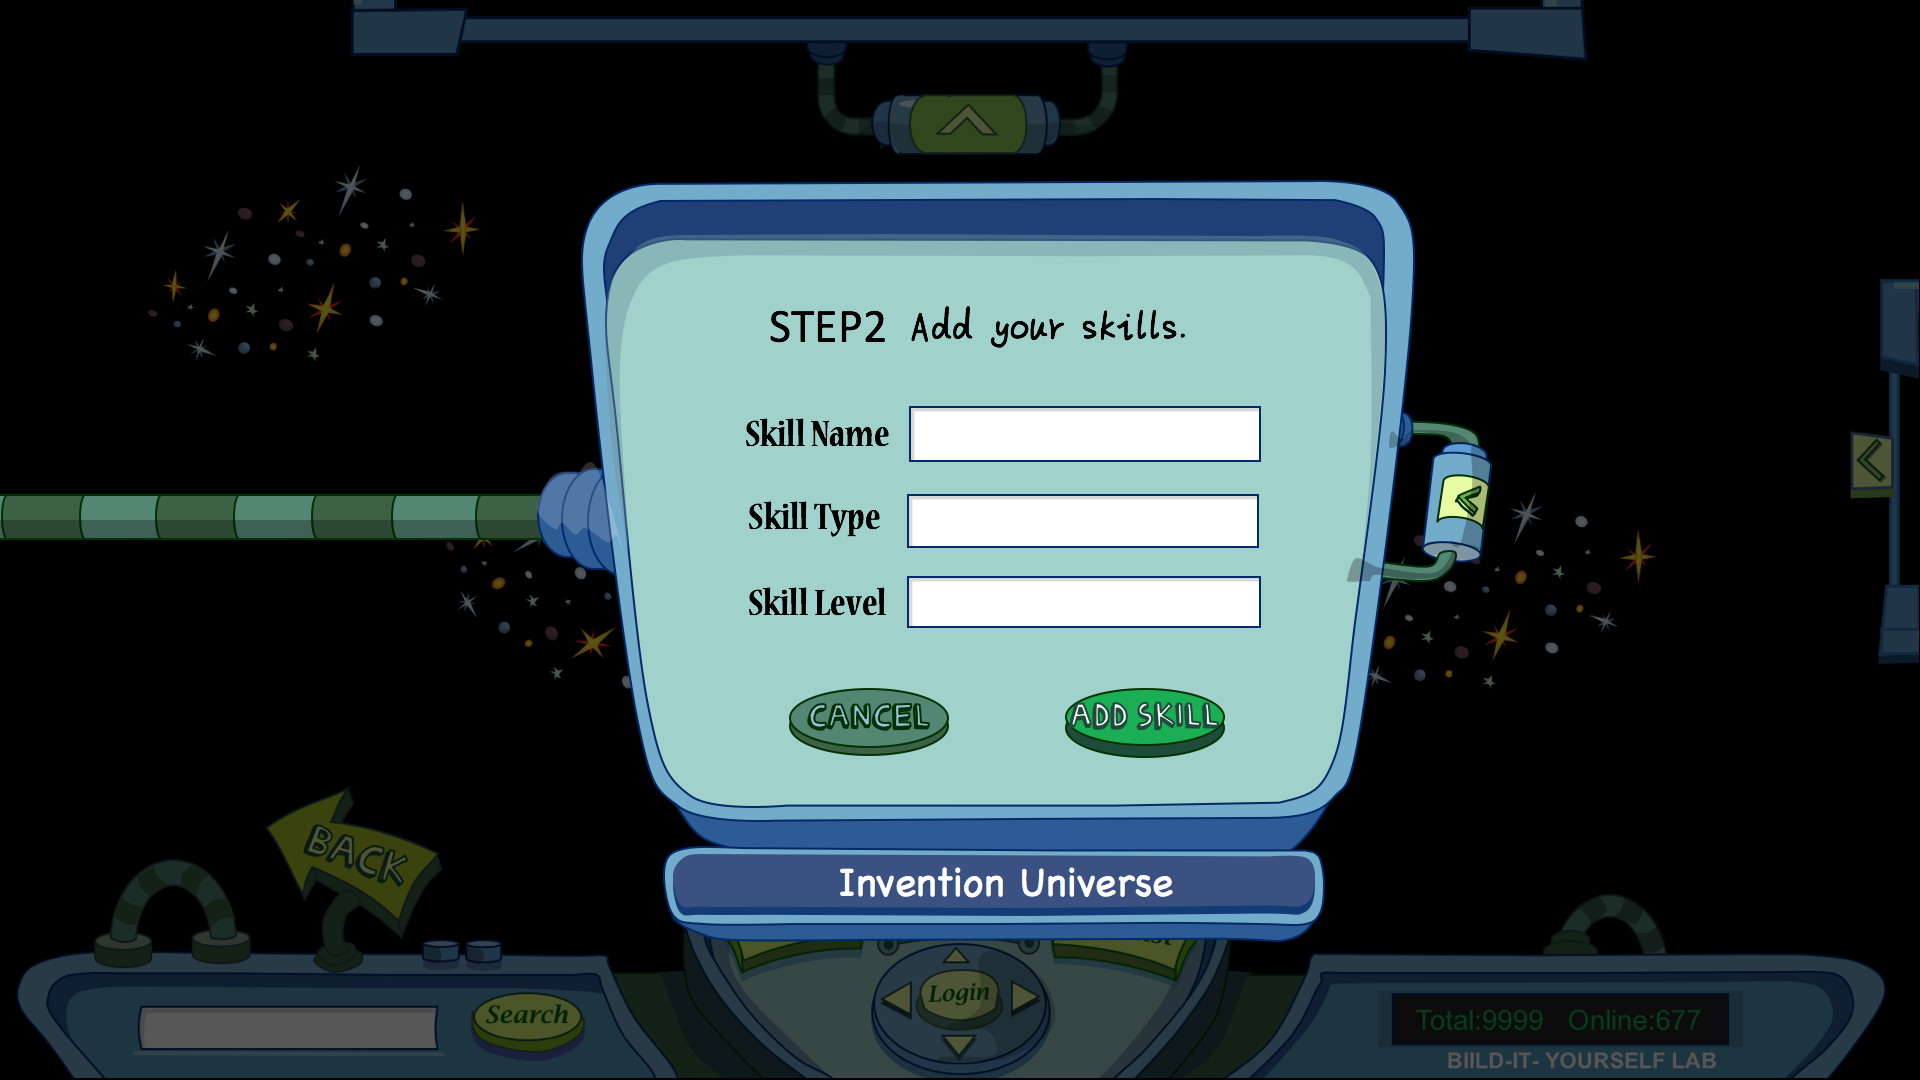 STEP2 Add your skills.
Skill Name
Skill Type
Skill Level
CANCEL
ADD SKILL
Invention Universe
BACK
Search
Login
Total:9999 Online:677
BIILD-IT- YOURSELF LAB